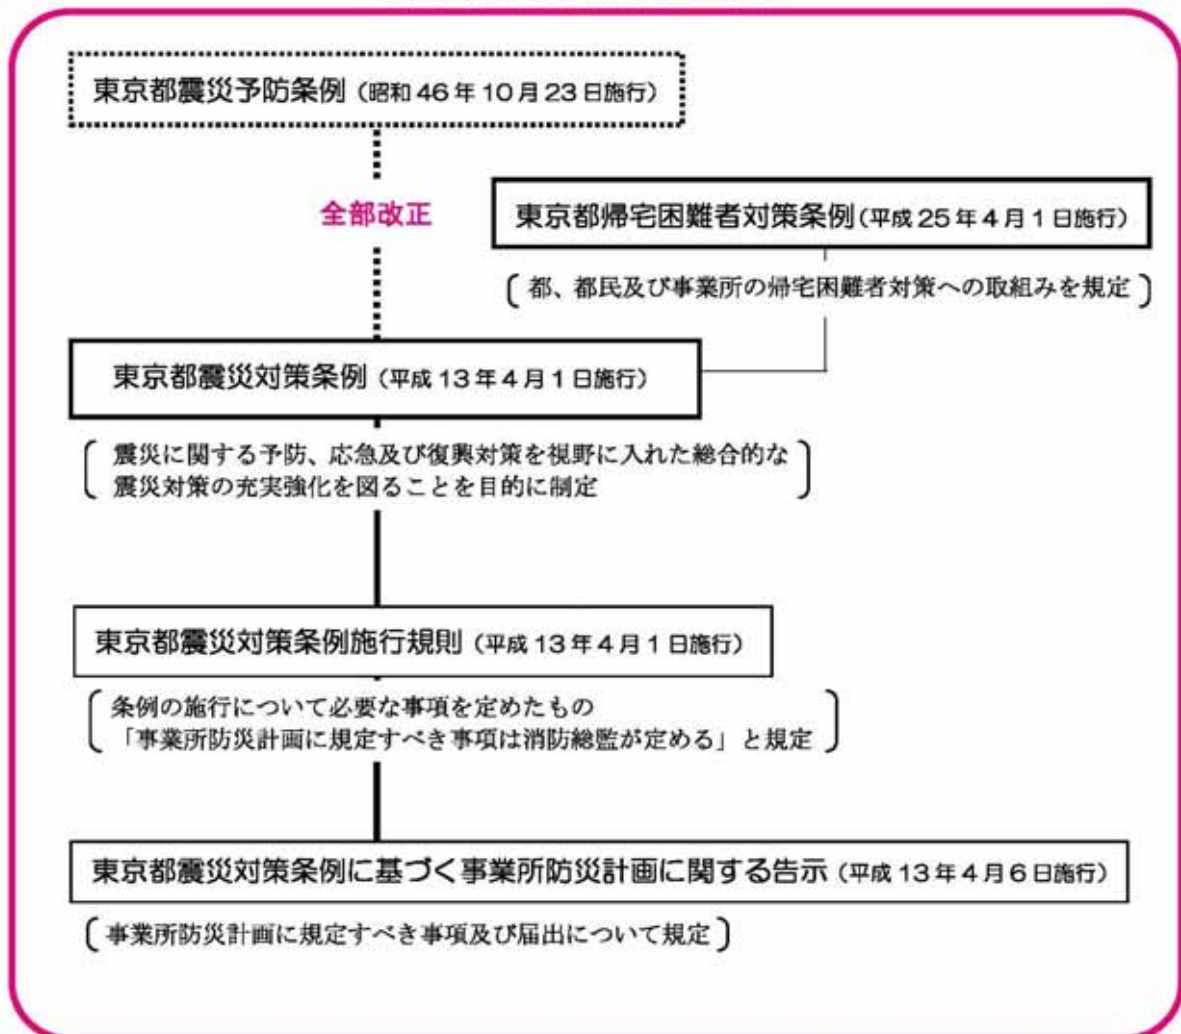 東京都震災予防条例（昭和46年10月23日施行）
全部改正
東京都帰宅困難者対策条例（平成25年4月1日施行）
都、都民及び事業所の帰宅困難者対策への取組みを規定
東京都震災対策条例（平成13年4月1日施行）
震災に関する予防、応急及び復興対策を視野に入れた総合的な
震災対策の充実強化を図ることを目的に制定
東京都震災対策条例施行規則（平成13年4月1日施行）
条例の施行について必要な事項を定めたもの
「事業所防災計画に規定すべき事項は消防総監が定める」と規定
東京都震災対策条例に基づく事業所防災計画に関する告示（平成13年4月6日施行）
事業所防災計画に規定すべき事項及び届出について規定